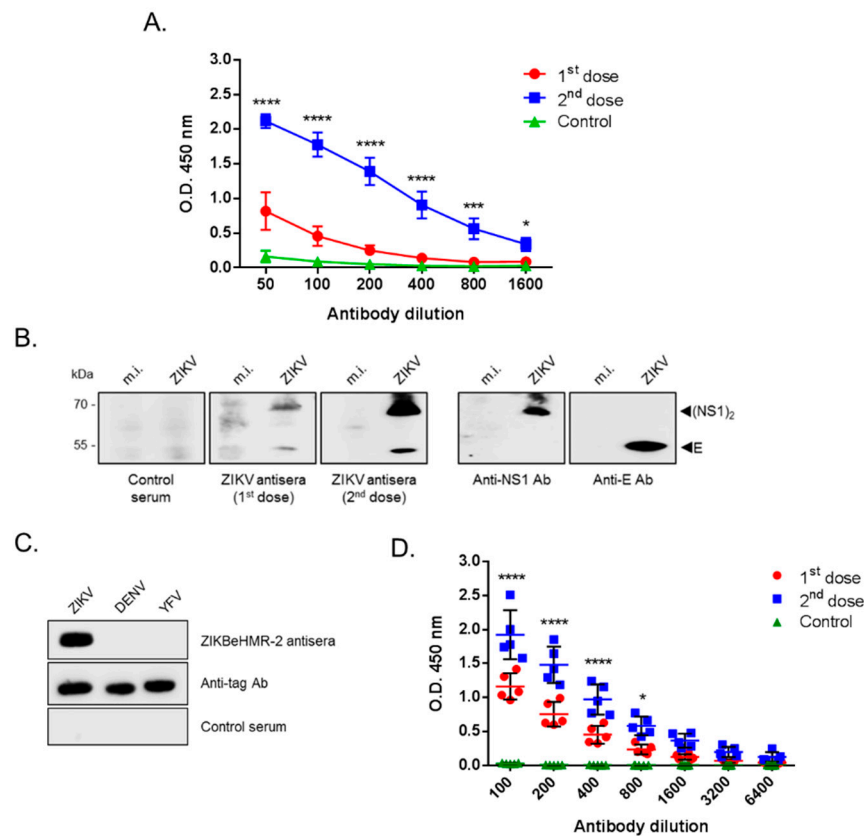 A.
3.0
2.5
2.0
1.5
1.0
0.5
0.0
O.D. 450 nm
**** **** **** **** *** *
50 100 200 400 800 1600
Antibody dilution
1st dose
2nd dose
Control
B.
kDa
70 -
55 -
m.i. ZIKV m.i. ZIKV m.i. ZIKV m.i. ZIKV m.i. ZIKV
(NS1)2
E
Control serum
ZIKV antisera (1st dose)
ZIKV antisera (2nd dose)
Anti-NS1 Ab
Anti-E Ab
C.
ZIKV DENV YFV
ZIKBeHMR-2 antisera
Anti-tag Ab
Control serum
D.
3.0
2.5
2.0
1.5
1.0
0.5
0.0
O.D. 450 nm
**** **** **** *
100 200 400 800 1600 3200 6400
Antibody dilution
1st dose
2nd dose
Control